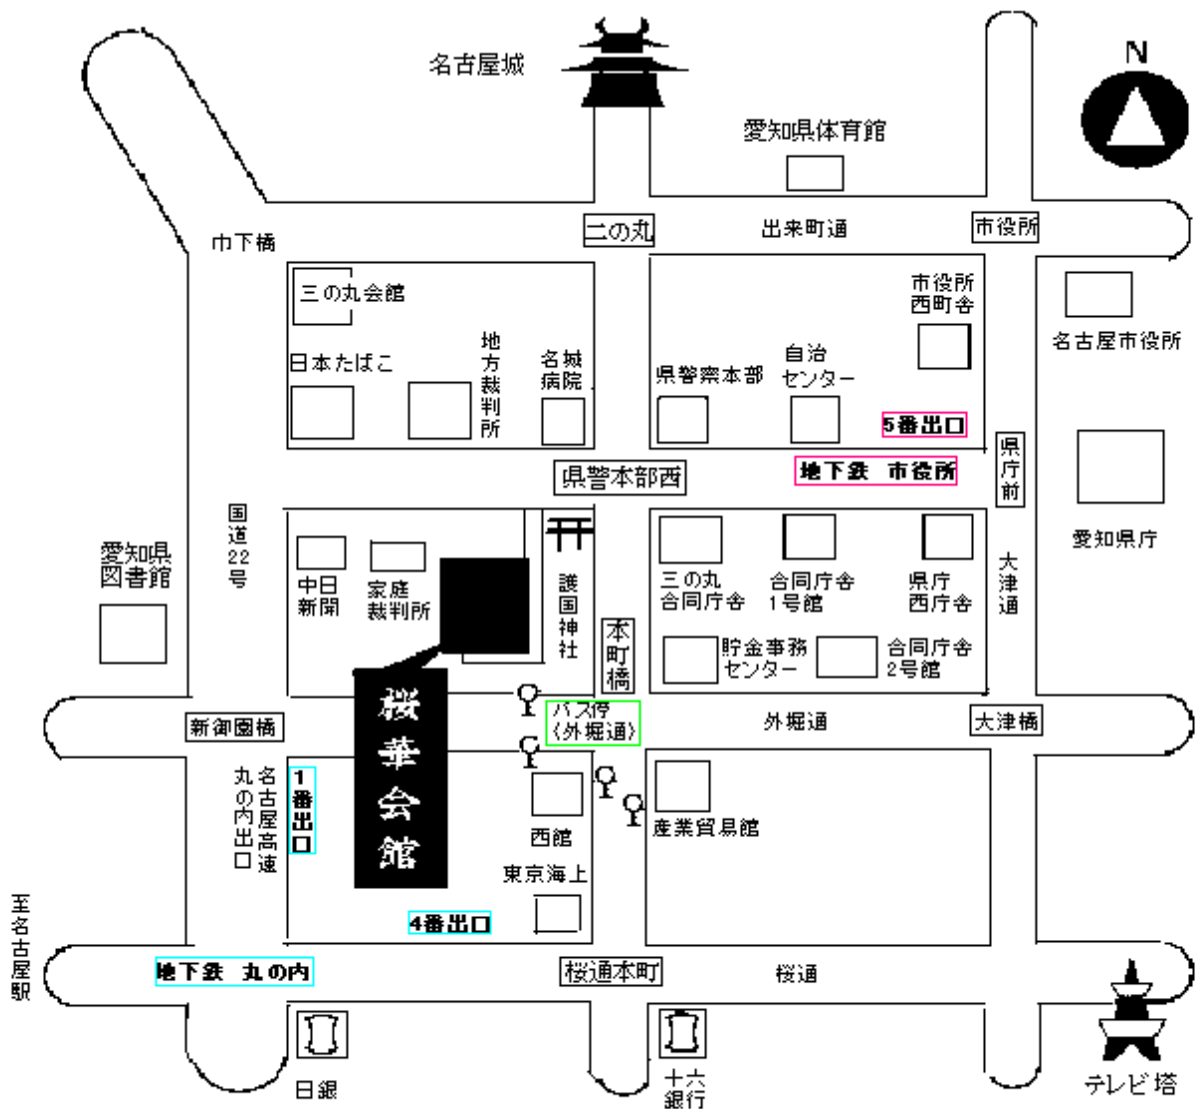 名古屋城
N
愛知県体育館
巾下橋
二の丸
出来町通
市役所
三の丸会館
市役所
西町舎
名古屋市役所
日本たばこ
地方裁判所
名城
病院
県警察本部
自治
センター
5番出口
県警本部西
地下鉄 市役所
県庁前
国道22号
愛知県
図書館
中日
新聞
家庭
裁判所
護国神社
三の丸
合同庁舎
合同庁舎
1号館
県庁
西庁舎
大津通
愛知県庁
本町橋
貯金事務
センター
合同庁舎
2号館
桜華会館
新御園橋
バス停
(外堀通)
外堀通
大津橋
名古屋高速
丸の内出口
1番出口
西館
産業貿易館
東京海上
4番出口
至名古屋駅
地下鉄 丸の内
桜通本町
桜通
日銀
十六
銀行
テレビ塔